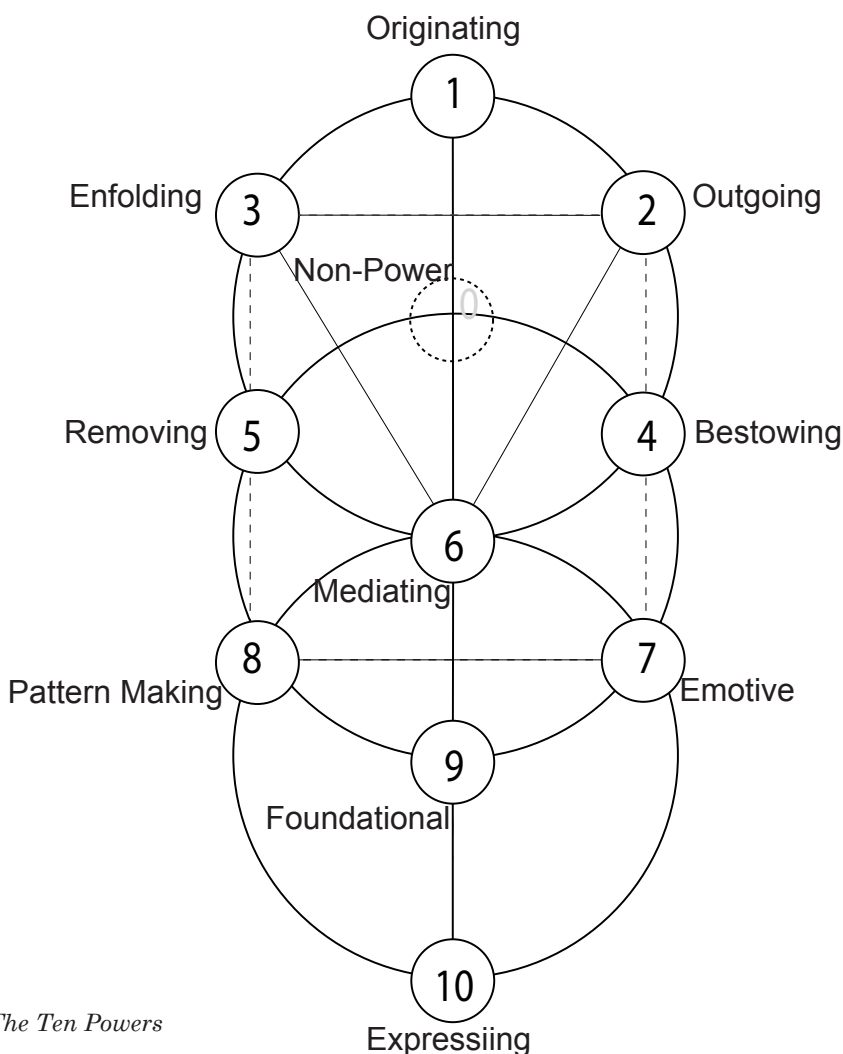 Originating
1
Enfolding
3
2
Outgoing
Non-Power
0
Removing
5
4
Bestowing
6
Mediating
8
7
Pattern Making
Emotive
9
Foundational
10
The Ten Powers
Expressiing